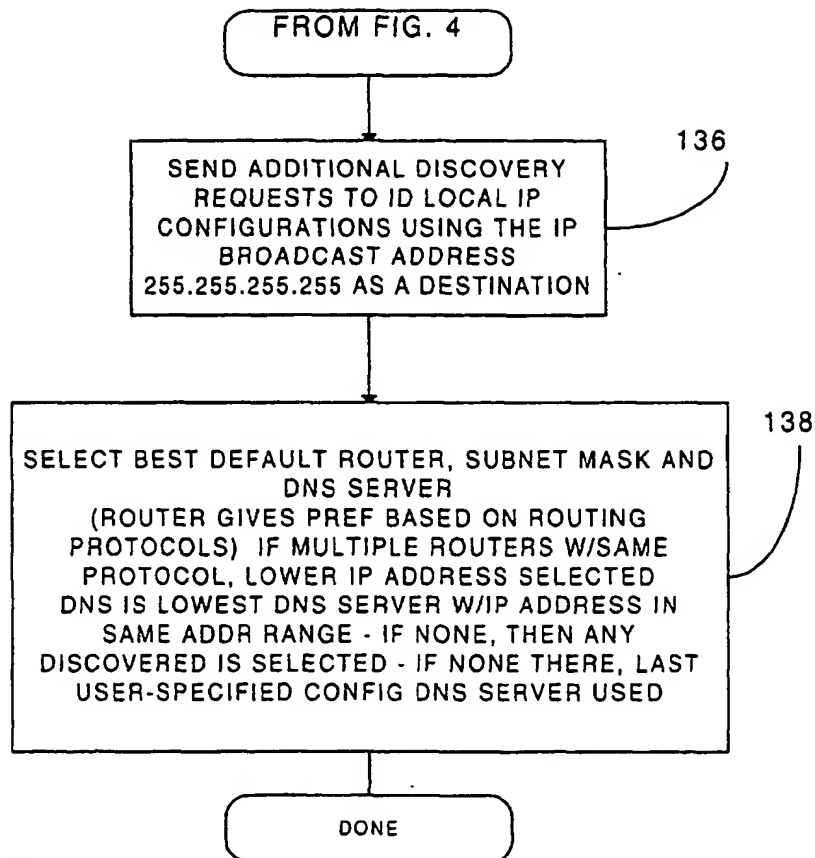 FROM FIG. 4
136
SEND ADDITIONAL DISCOVERY
REQUESTS TO ID LOCAL IP
CONFIGURATIONS USING THE IP
BROADCAST ADDRESS
255.255.255.255 AS A DESTINATION
138
SELECT BEST DEFAULT ROUTER, SUBNET MASK AND
DNS SERVER
(ROUTER GIVES PREF BASED ON ROUTING
PROTOCOLS) IF MULTIPLE ROUTERS W/SAME
PROTOCOL, LOWER IP ADDRESS SELECTED
DNS IS LOWEST DNS SERVER W/IP ADDRESS IN
SAME ADDR RANGE - IF NONE, THEN ANY
DISCOVERED IS SELECTED - IF NONE THERE, LAST
USER-SPECIFIED CONFIG DNS SERVER USED
DONE